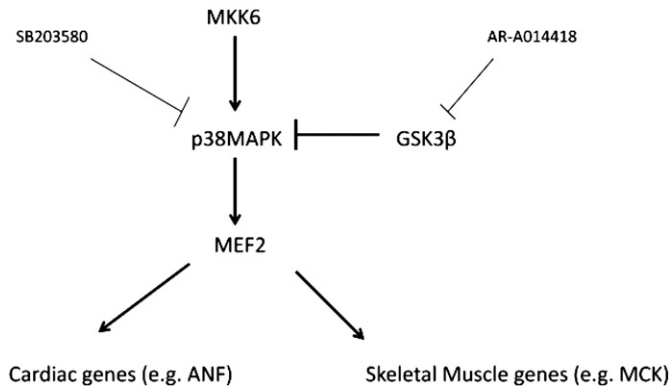 MKK6
SB203580
AR-A014418
p38MAPK
GSK3β
MEF2
Cardiac genes (e.g. ANF)
Skeletal Muscle genes (e.g. MCK)